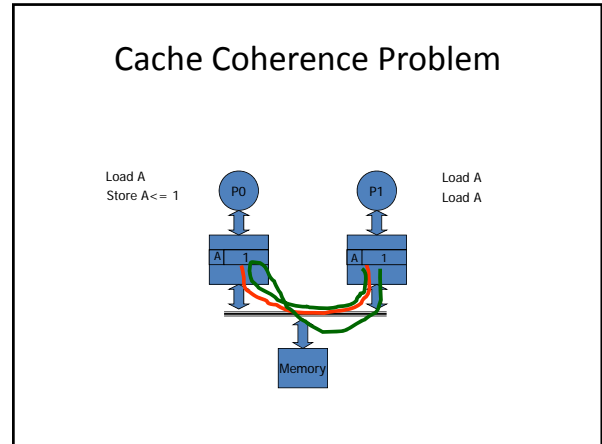 Cache Coherence Problem
Load A
Store A<= 1
P0
P1
Load A
Load A
A 1
A 1
Memory